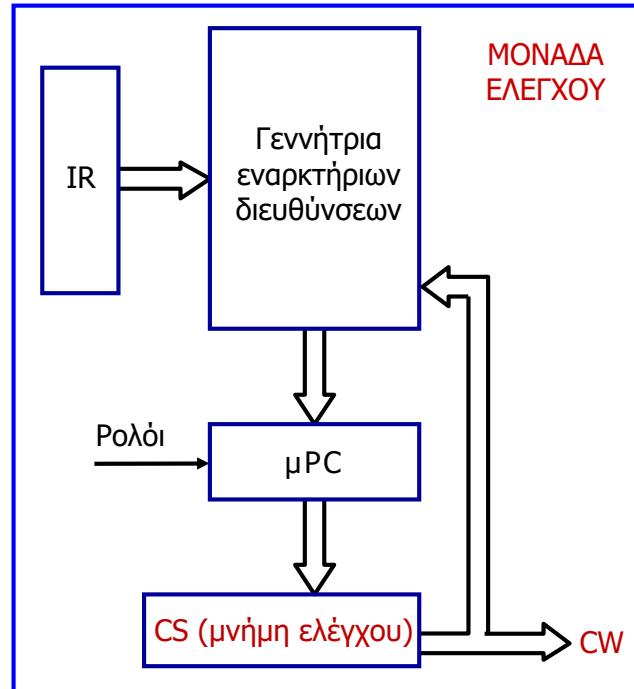 ΜΟΝΑΔΑ
ΕΛΕΓΧΟΥ
IR
Γεννήτρια
εναρκτήριων
διευθύνσεων
Ρολόι
μPC
CS (μνήμη ελέγχου)
CW